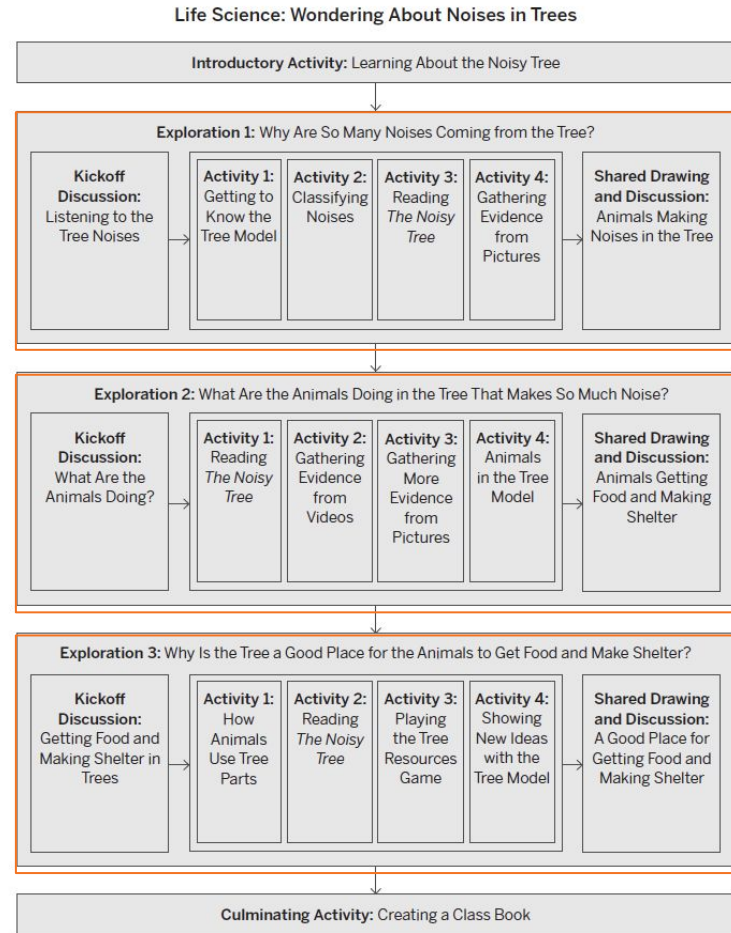 Life Science: Wondering About Noises in Trees
Introductory Activity: Learning About the Noisy Tree
Exploration 1: Why Are So Many Noises Coming from the Tree?
Kickoff
Discussion:
Listening to the
Tree Noises
Activity 1:
Getting to
Know the
Tree Model
Activity 2:
Classifying
Noises
Activity 3:
Reading
The Noisy
Tree
Activity 4:
Gathering
Evidence
from
Pictures
Shared Drawing
and Discussion:
Animals Making
Noises in the Tree
Exploration 2: What Are the Animals Doing in the Tree That Makes So Much Noise?
Kickoff
Discussion:
What Are the
Animals Doing?
Activity 1:
Reading
The Noisy
Tree
Activity 2:
Gathering
Evidence
from
Videos
Activity 3:
Gathering
More
Evidence
from
Pictures
Activity 4:
Animals
in the Tree
Model
Shared Drawing
and Discussion:
Animals Getting
Food and Making
Shelter
Exploration 3: Why Is the Tree a Good Place for the Animals to Get Food and Make Shelter?
Kickoff
Discussion:
Getting Food and
Making Shelter in
Trees
Activity 1:
How
Animals
Use Tree
Parts
Activity 2:
Reading
The Noisy
Tree
Activity 3:
Playing
the Tree
Resources
Game
Activity 4:
Showing
New Ideas
with the
Tree Model
Shared Drawing
and Discussion:
A Good Place for
Getting Food and
Making Shelter
Culminating Activity: Creating a Class Book